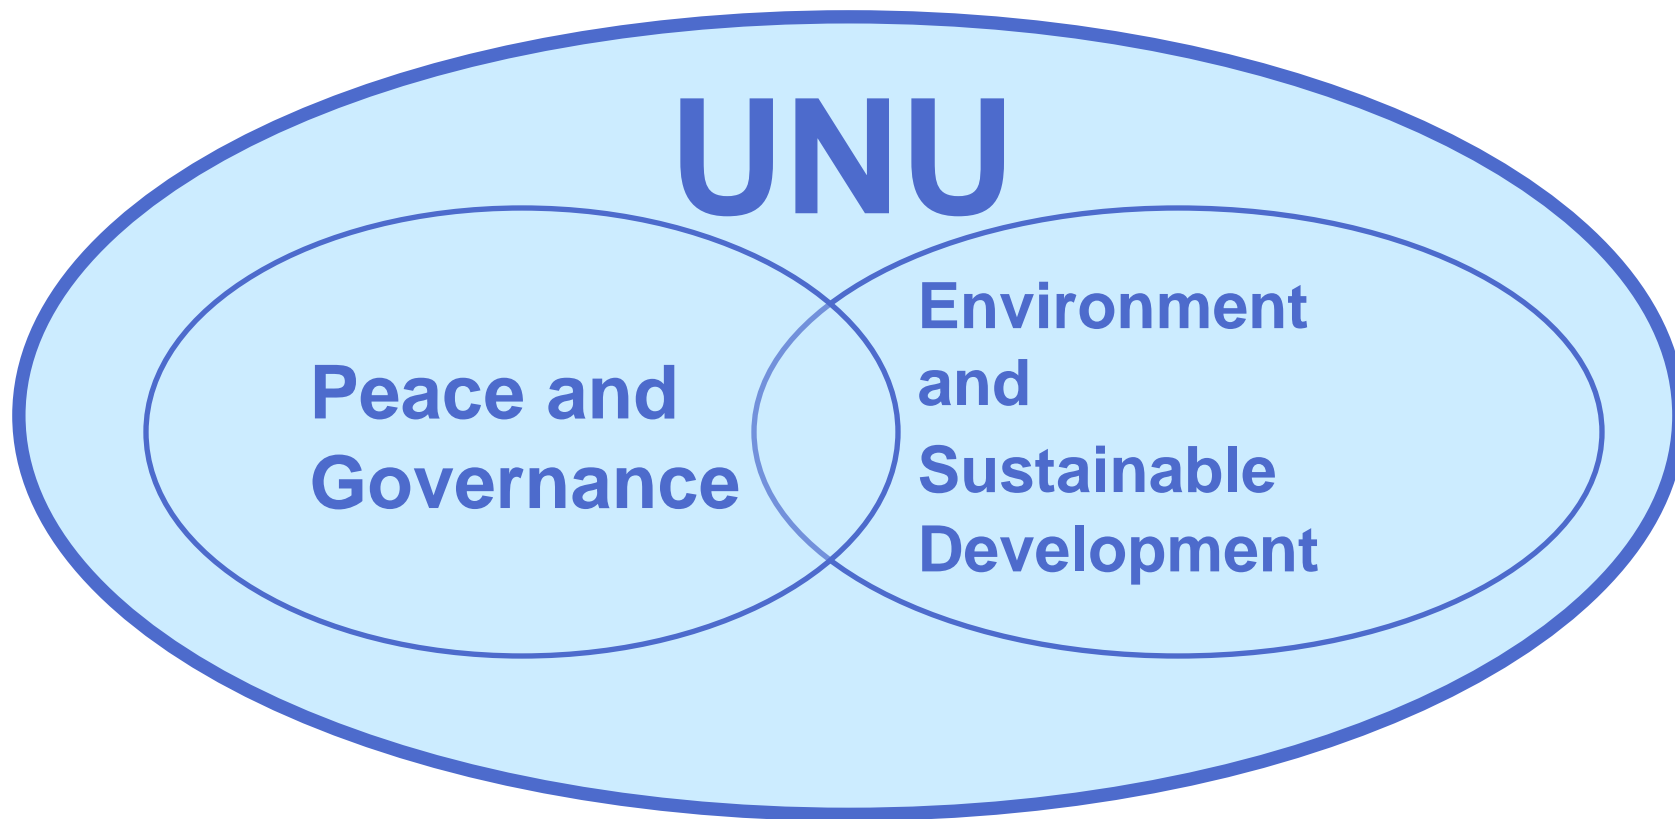 UNU
Peace and
Governance
Environment
and
Sustainable
Development